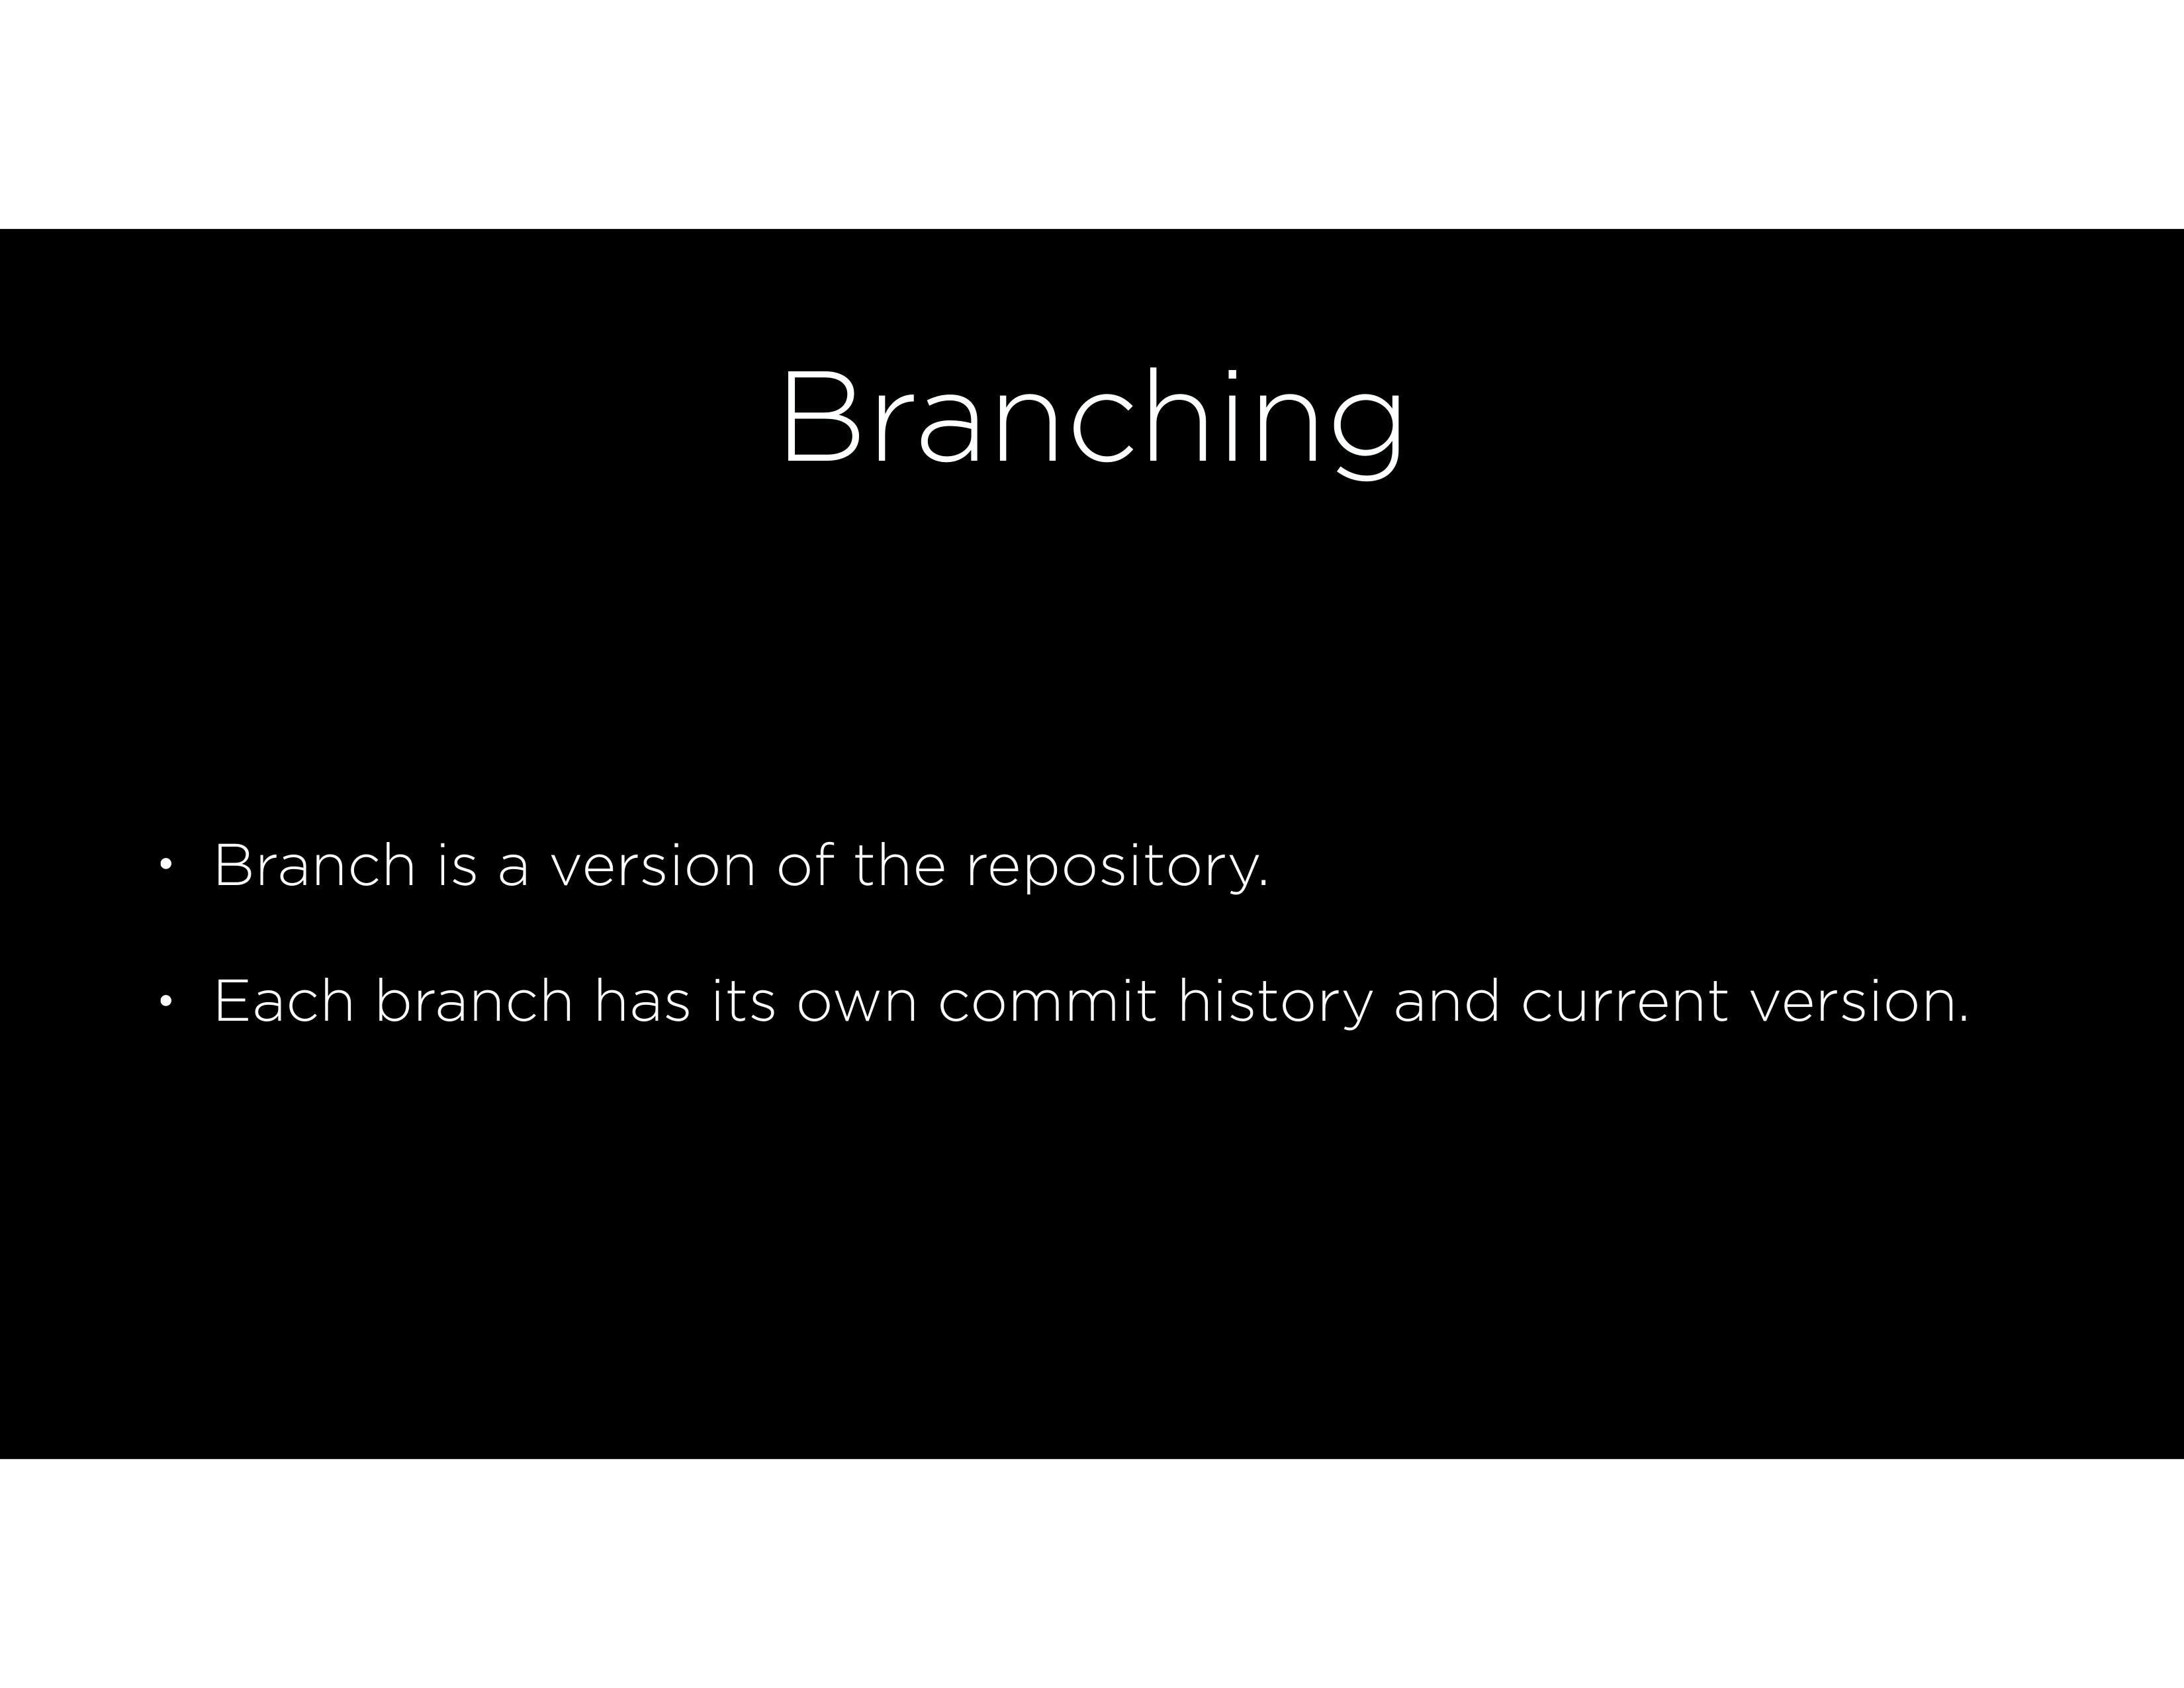 Branching
• Branch is a version of the repository.
• Each branch has its own commit history and current version.